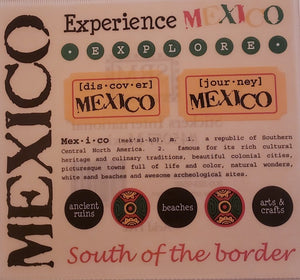 MEXICO
Experience MEXICO
EXPLORE
[dis·cov·er] [jour·ney]
MEXICO MEXICO
Mex·i·co (mek'si-kō). n. 1. a republic of Southern
Central North America. 2. famous for its rich cultural
heritage and culinary traditions, beautiful colonial cities,
picturesque towns full of life and color, natural wonders,
white sand beaches and awesome archeological sites.
ancient beaches arts &
ruins crafts
South of the border